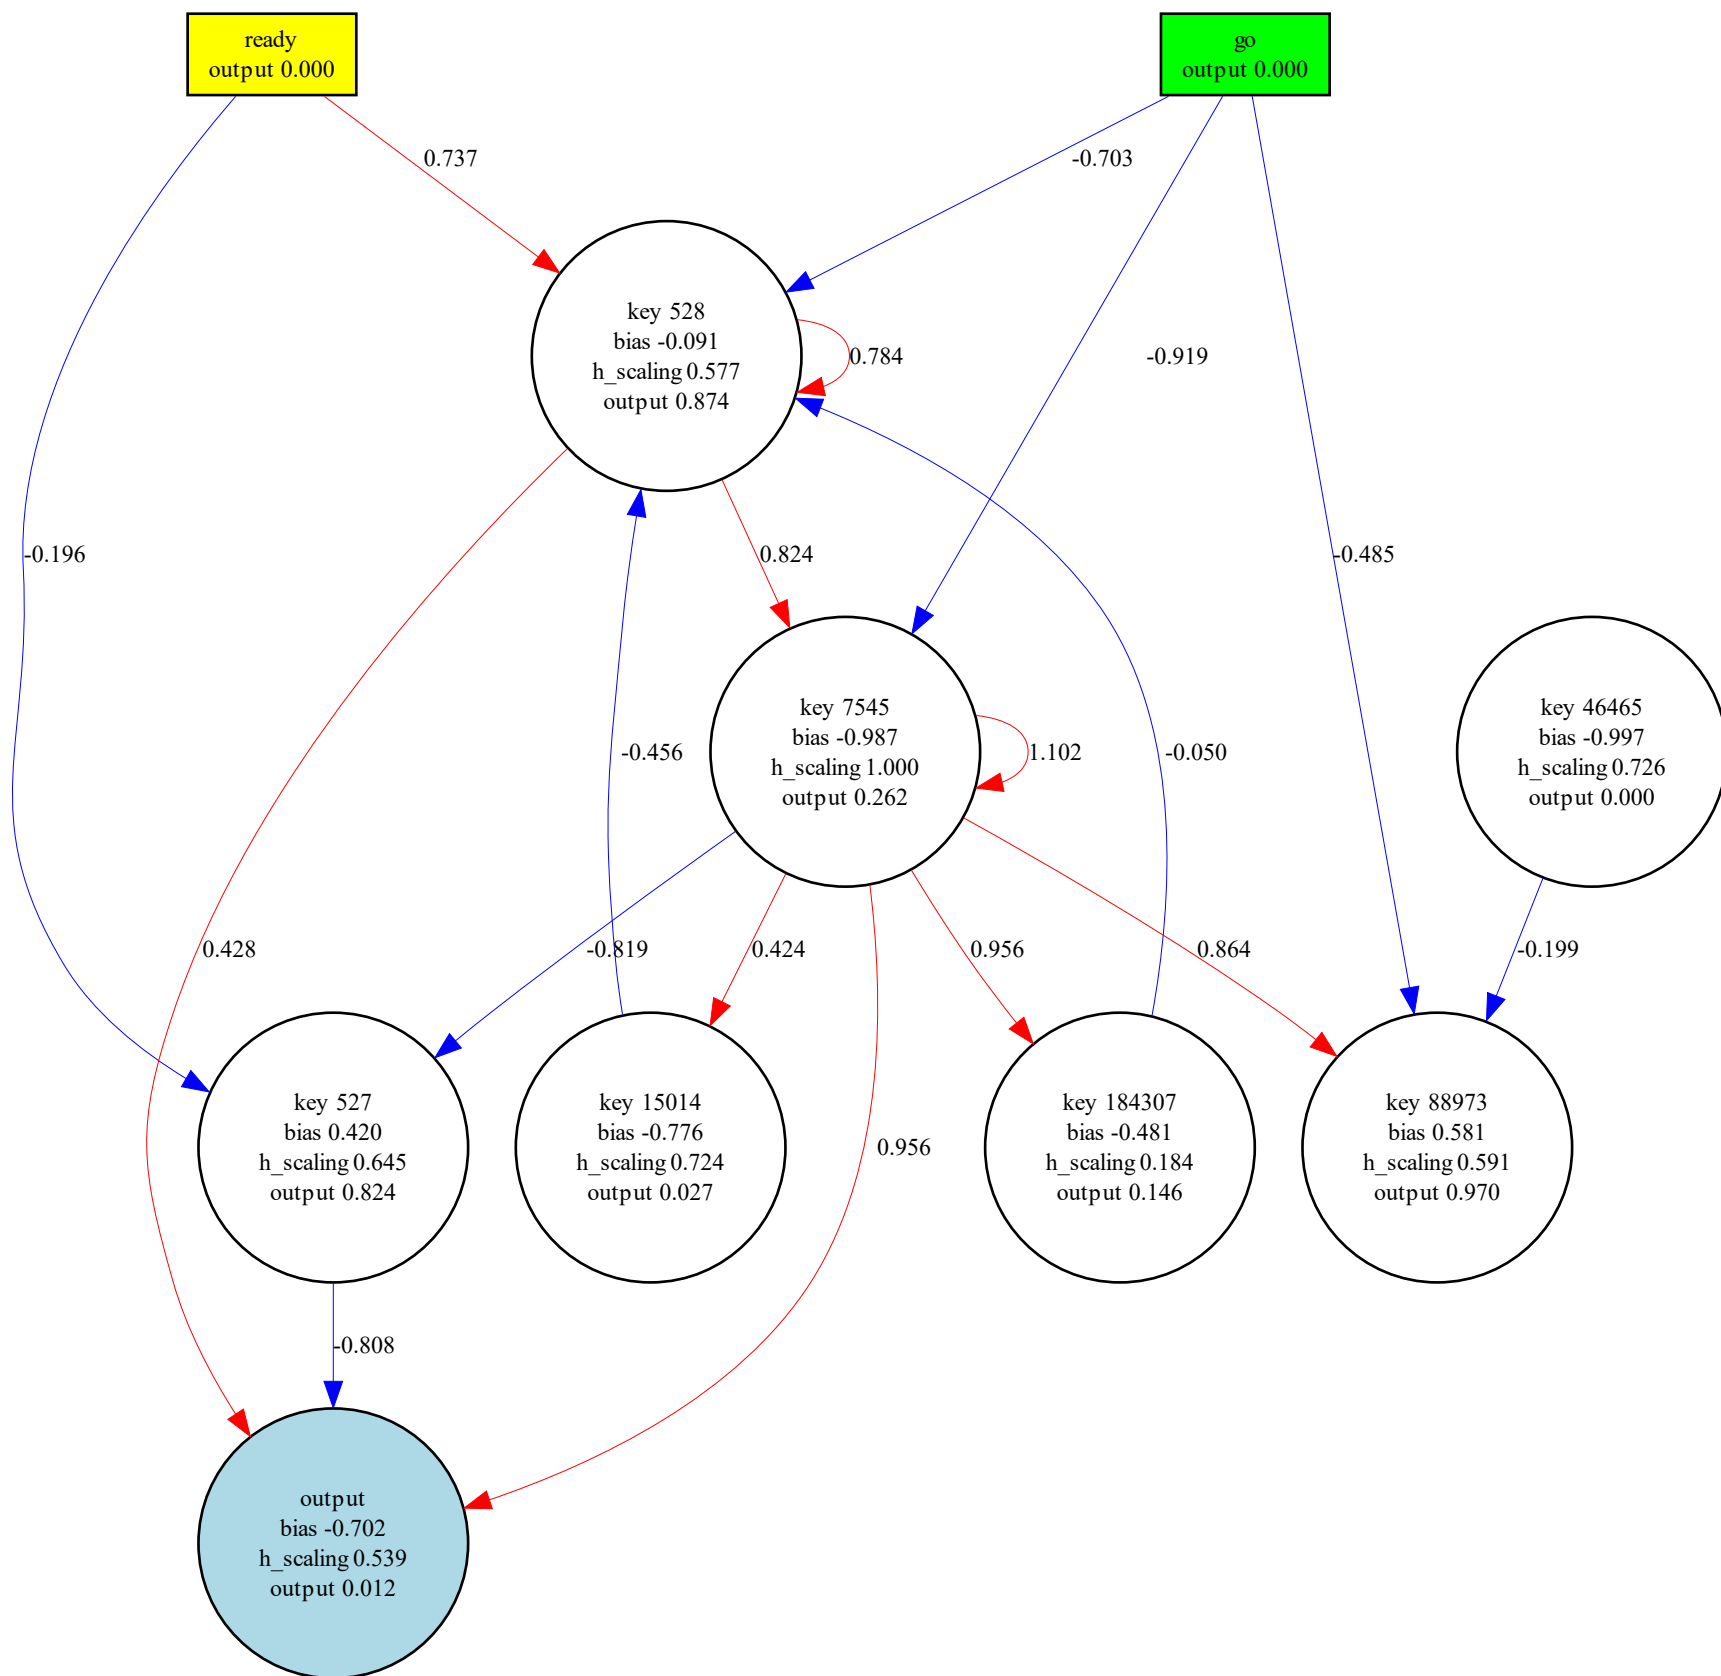 ready
output 0.000
go
output 0.000
0.737
-0.703
key 528
bias -0.091
h_scaling 0.577
output 0.874
0.784
-0.919
-0.196
0.824
-0.485
key 7545
bias -0.987
h_scaling 1.000
output 0.262
1.102
-0.456
-0.050
key 46465
bias -0.997
h_scaling 0.726
output 0.000
0.428
-0.819
0.424
0.956
0.864
-0.199
key 527
bias 0.420
h_scaling 0.645
output 0.824
key 15014
bias -0.776
h_scaling 0.724
output 0.027
0.956
key 184307
bias -0.481
h_scaling 0.184
output 0.146
key 88973
bias 0.581
h_scaling 0.591
output 0.970
-0.808
output
bias -0.702
h_scaling 0.539
output 0.012